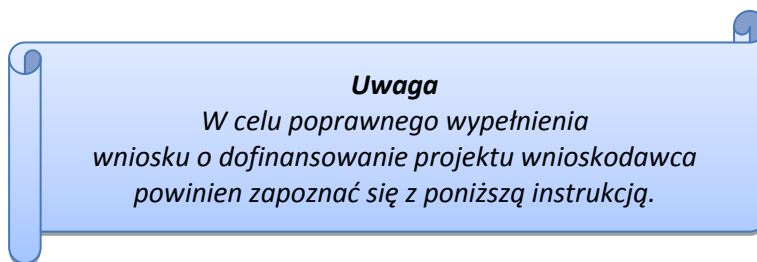 Uwaga
W celu poprawnego wypełnienia
wniosku o dofinansowanie projektu wnioskodawca
powinien zapoznać się z poniższą instrukcją.